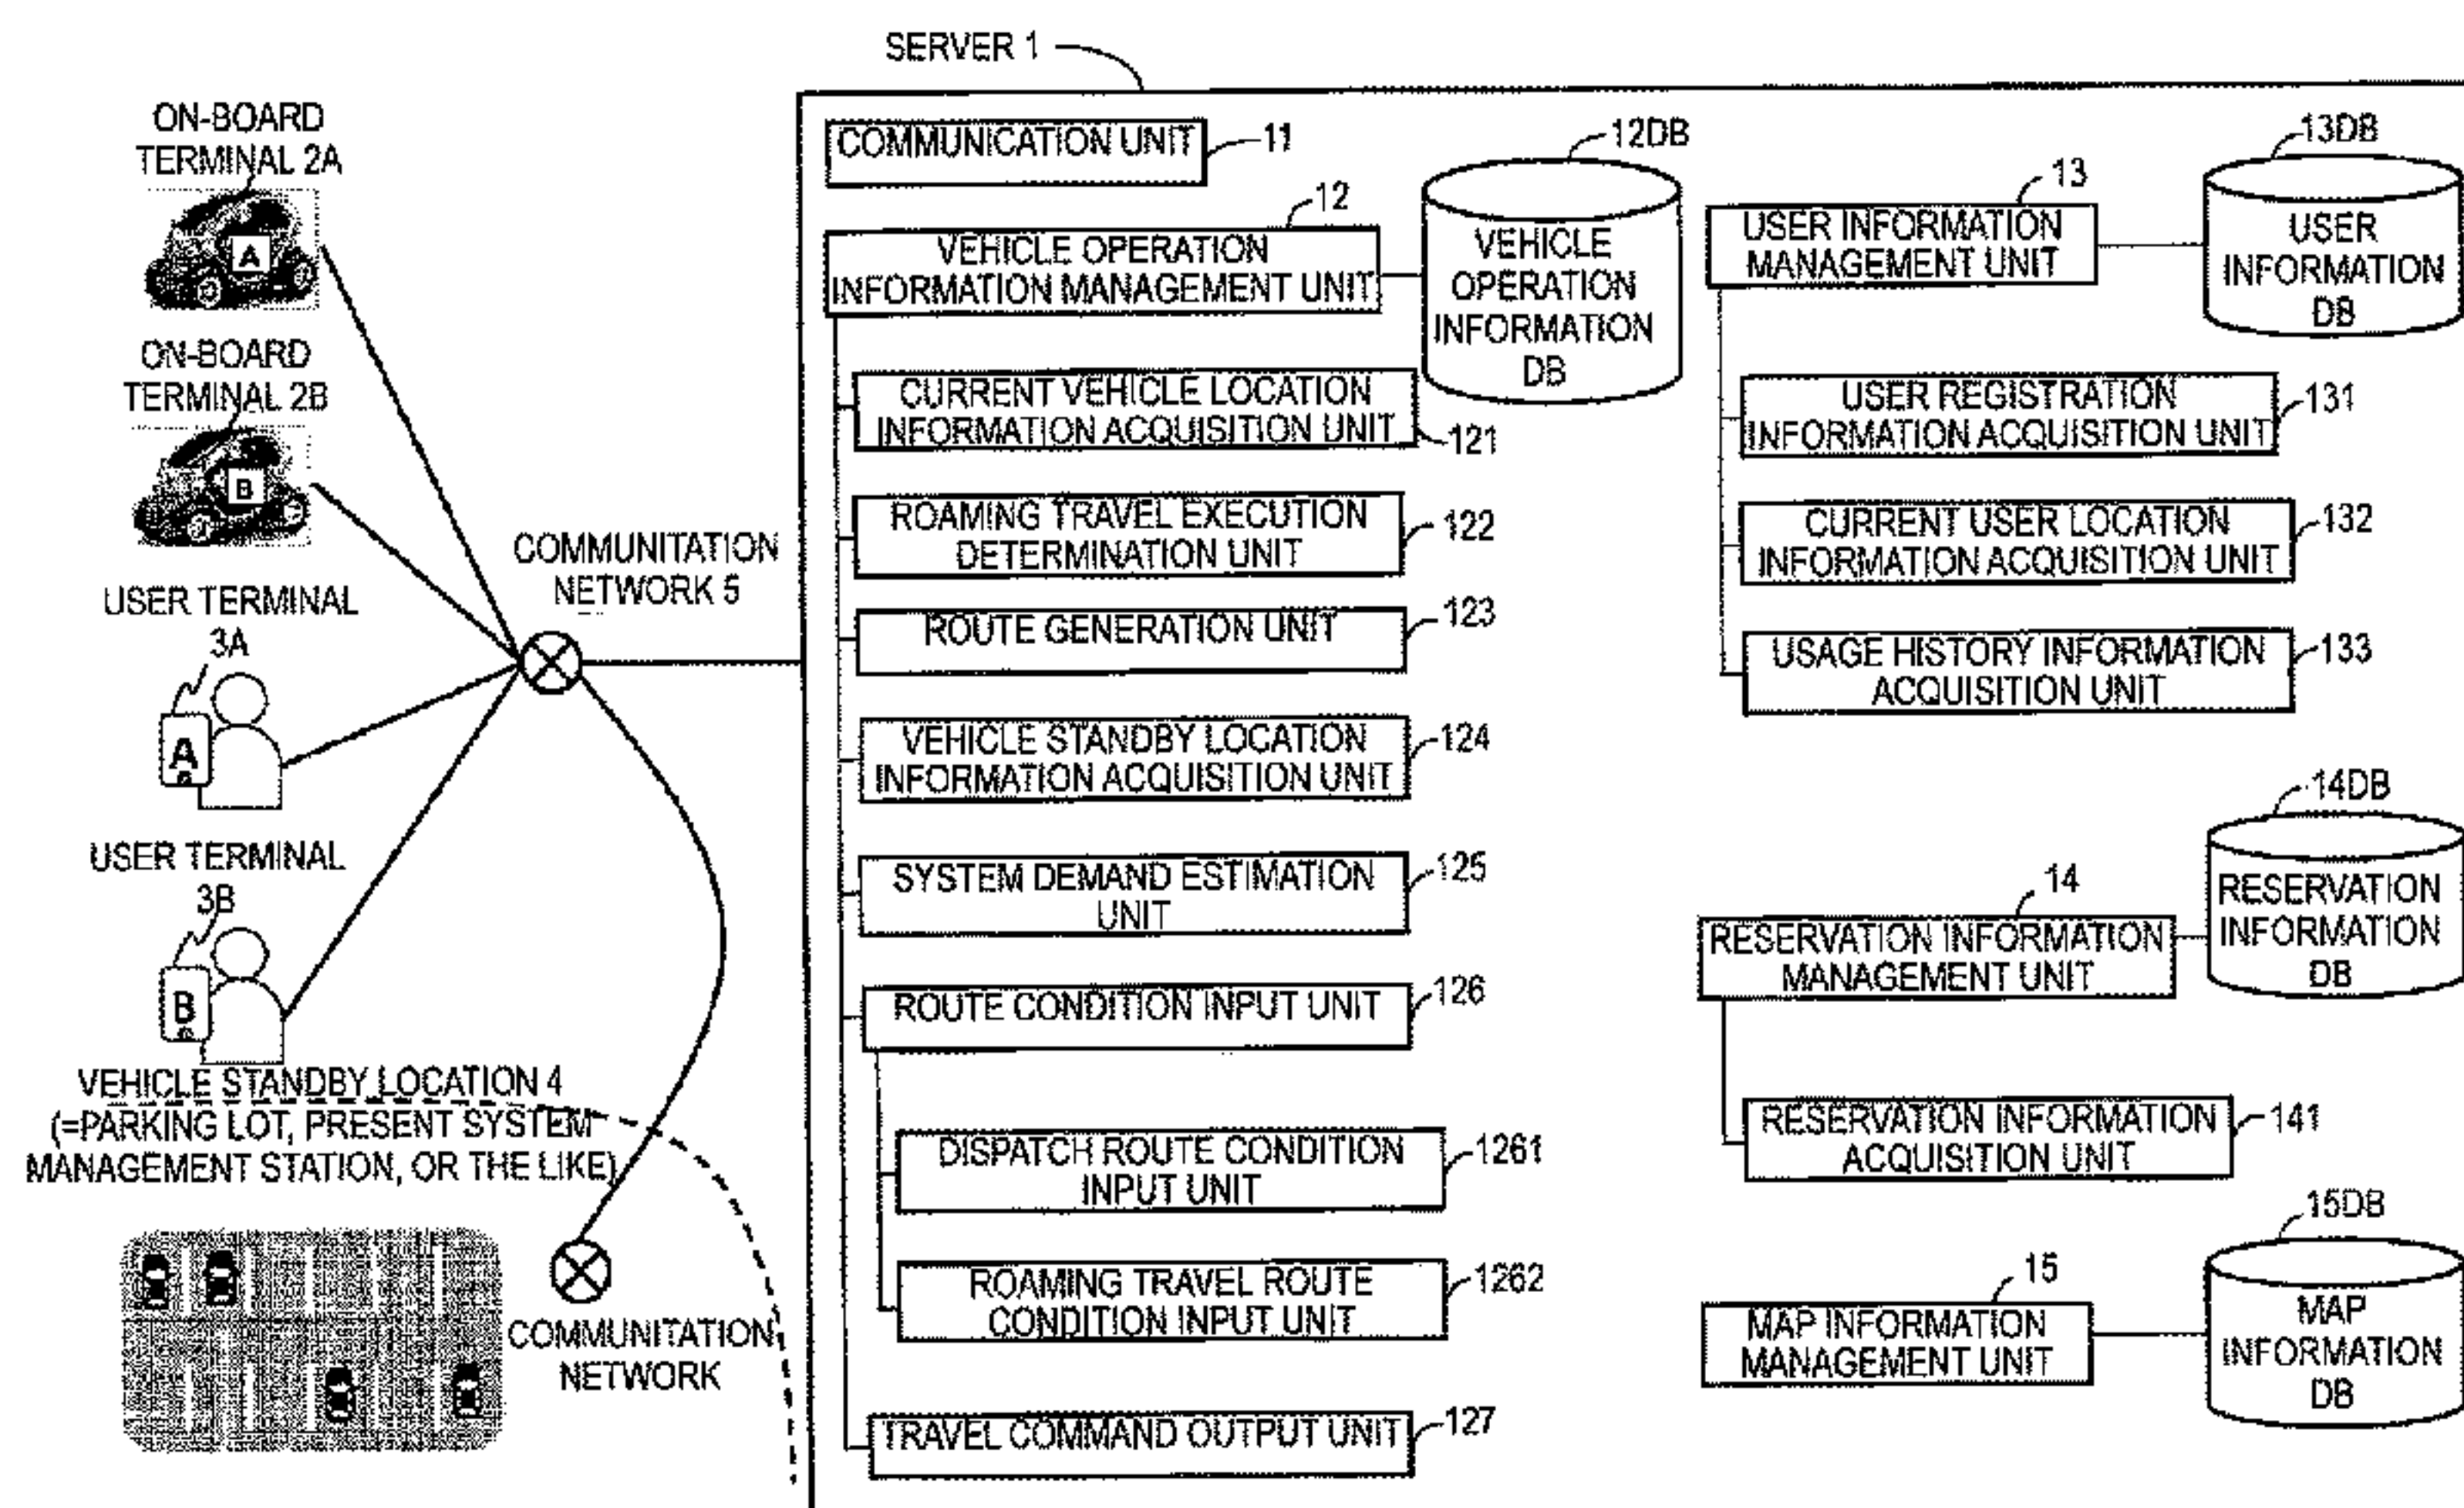 SERVER 1
ON-BOARD
TERMINAL 2A
A
ON-BOARD
TERMINAL 2B
B
COMMUNITATION
NETWORK 5
USER TERMINAL
3A
A
USER TERMINAL
3B
B
VEHICLE STANDBY LOCATION 4
(=PARKING LOT, PRESENT SYSTEM
MANAGEMENT STATION, OR THE LIKE)
COMMUNITATION
NETWORK
COMMUNICATION UNIT
11
12
VEHICLE OPERATION
INFORMATION MANAGEMENT UNIT
12DB
VEHICLE
OPERATION
INFORMATION
DB
CURRENT VEHICLE LOCATION
INFORMATION ACQUISITION UNIT
121
ROAMING TRAVEL EXECUTION
DETERMINATION UNIT
122
ROUTE GENERATION UNIT
123
VEHICLE STANDBY LOCATION
INFORMATION ACQUISITION UNIT
124
SYSTEM DEMAND ESTIMATION
UNIT
125
ROUTE CONDITION INPUT UNIT
126
DISPATCH ROUTE CONDITION
INPUT UNIT
1261
ROAMING TRAVEL ROUTE
CONDITION INPUT UNIT
1262
TRAVEL COMMAND OUTPUT UNIT
127
13
USER INFORMATION
MANAGEMENT UNIT
13DB
USER
INFORMATION
DB
USER REGISTRATION
INFORMATION ACQUISITION UNIT
131
CURRENT USER LOCATION
INFORMATION ACQUISITION UNIT
132
USAGE HISTORY INFORMATION
ACQUISITION UNIT
133
14
RESERVATION INFORMATION
MANAGEMENT UNIT
14DB
RESERVATION
INFORMATION
DB
RESERVATION INFORMATION
ACQUISITION UNIT
141
15
MAP INFORMATION
MANAGEMENT UNIT
15DB
MAP
INFORMATION
DB